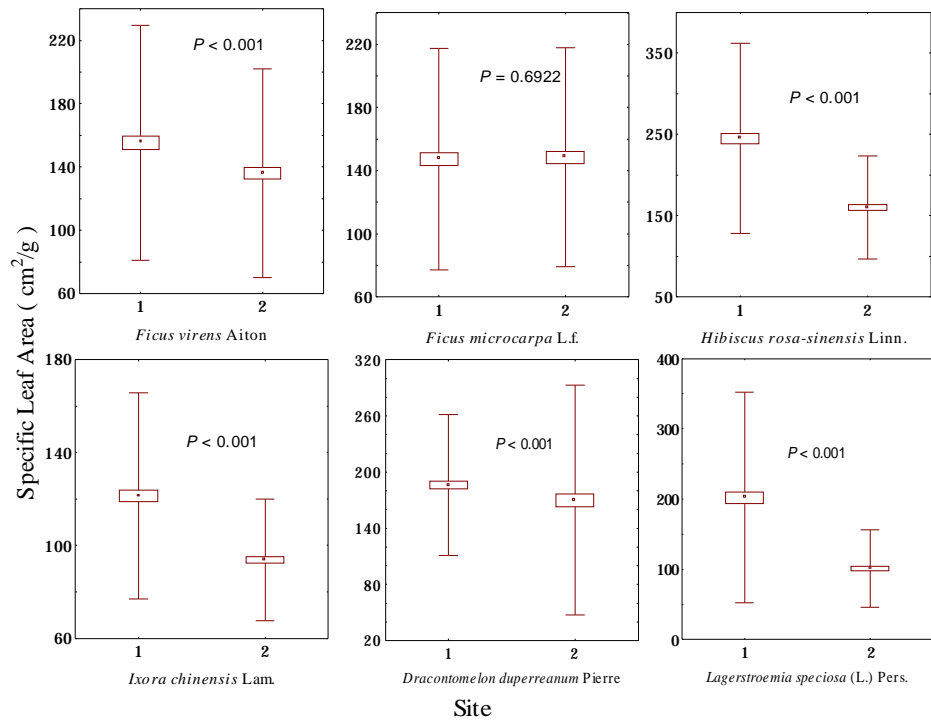 Specific Leaf Area ( cm²/g )
220
180
140
100
60
P < 0.001
1 2
Ficus virens Aiton
220
180
140
100
60
P = 0.6922
1 2
Ficus microcarpa L.f.
350
250
150
50
P < 0.001
1 2
Hibiscus rosa-sinensis Linn.
180
140
100
60
P < 0.001
1 2
Ixora chinensis Lam.
320
260
200
140
80
20
P < 0.001
1 2
Dracontomelon duperreanum Pierre
400
300
200
100
0
P < 0.001
1 2
Lagerstroemia speciosa (L.) Pers.
Site